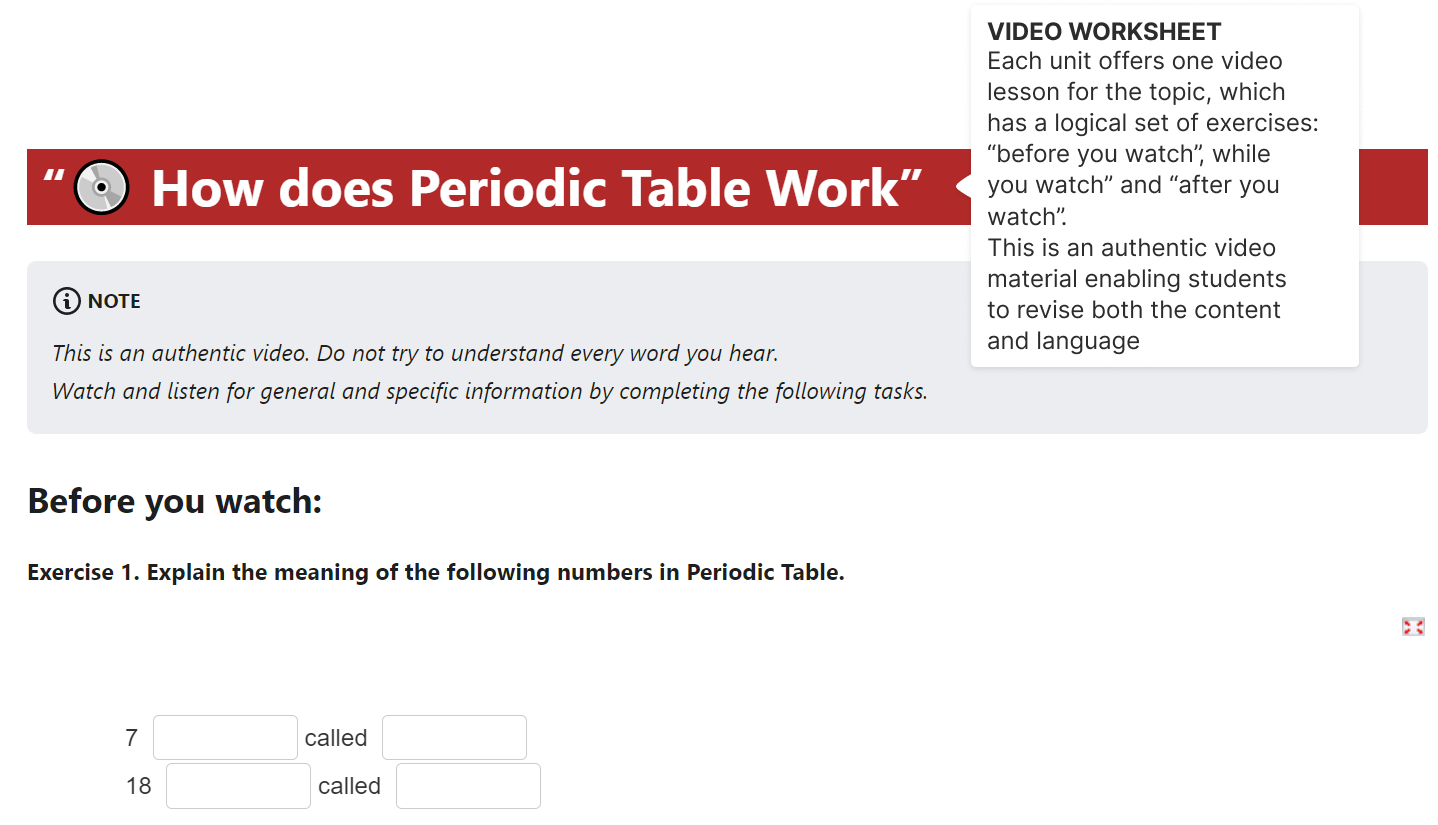 VIDEO WORKSHEET
Each unit offers one video
lesson for the topic, which
has a logical set of exercises:
“before you watch”, while
you watch” and “after you
watch”.
This is an authentic video
material enabling students
to revise both the content
and language
“ How does Periodic Table Work”
NOTE
This is an authentic video. Do not try to understand every word you hear.
Watch and listen for general and specific information by completing the following tasks.
Before you watch:
Exercise 1. Explain the meaning of the following numbers in Periodic Table.
7 called
18 called